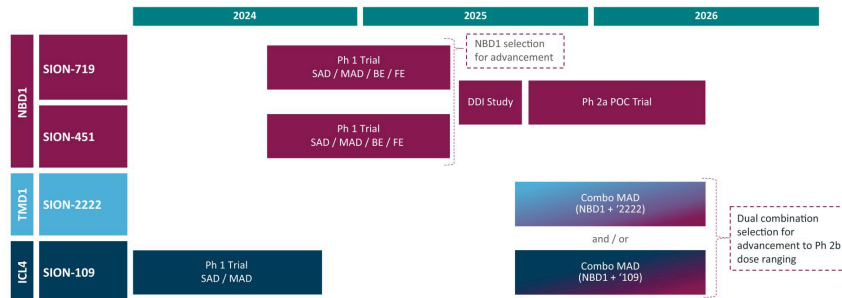 2024 2025 2026
NBD1
SION-719
Ph 1 Trial
SAD / MAD / BE / FE
NBD1 selection
for advancement
DDI Study
Ph 2a POC Trial
SION-451
Ph 1 Trial
SAD / MAD / BE / FE
TMD1
SION-2222
Combo MAD
(NBD1 + ‘2222)
and / or
Dual combination
selection for
advancement to Ph 2b
dose ranging
ICL4
SION-109
Ph 1 Trial
SAD / MAD
Combo MAD
(NBD1 + ‘109)